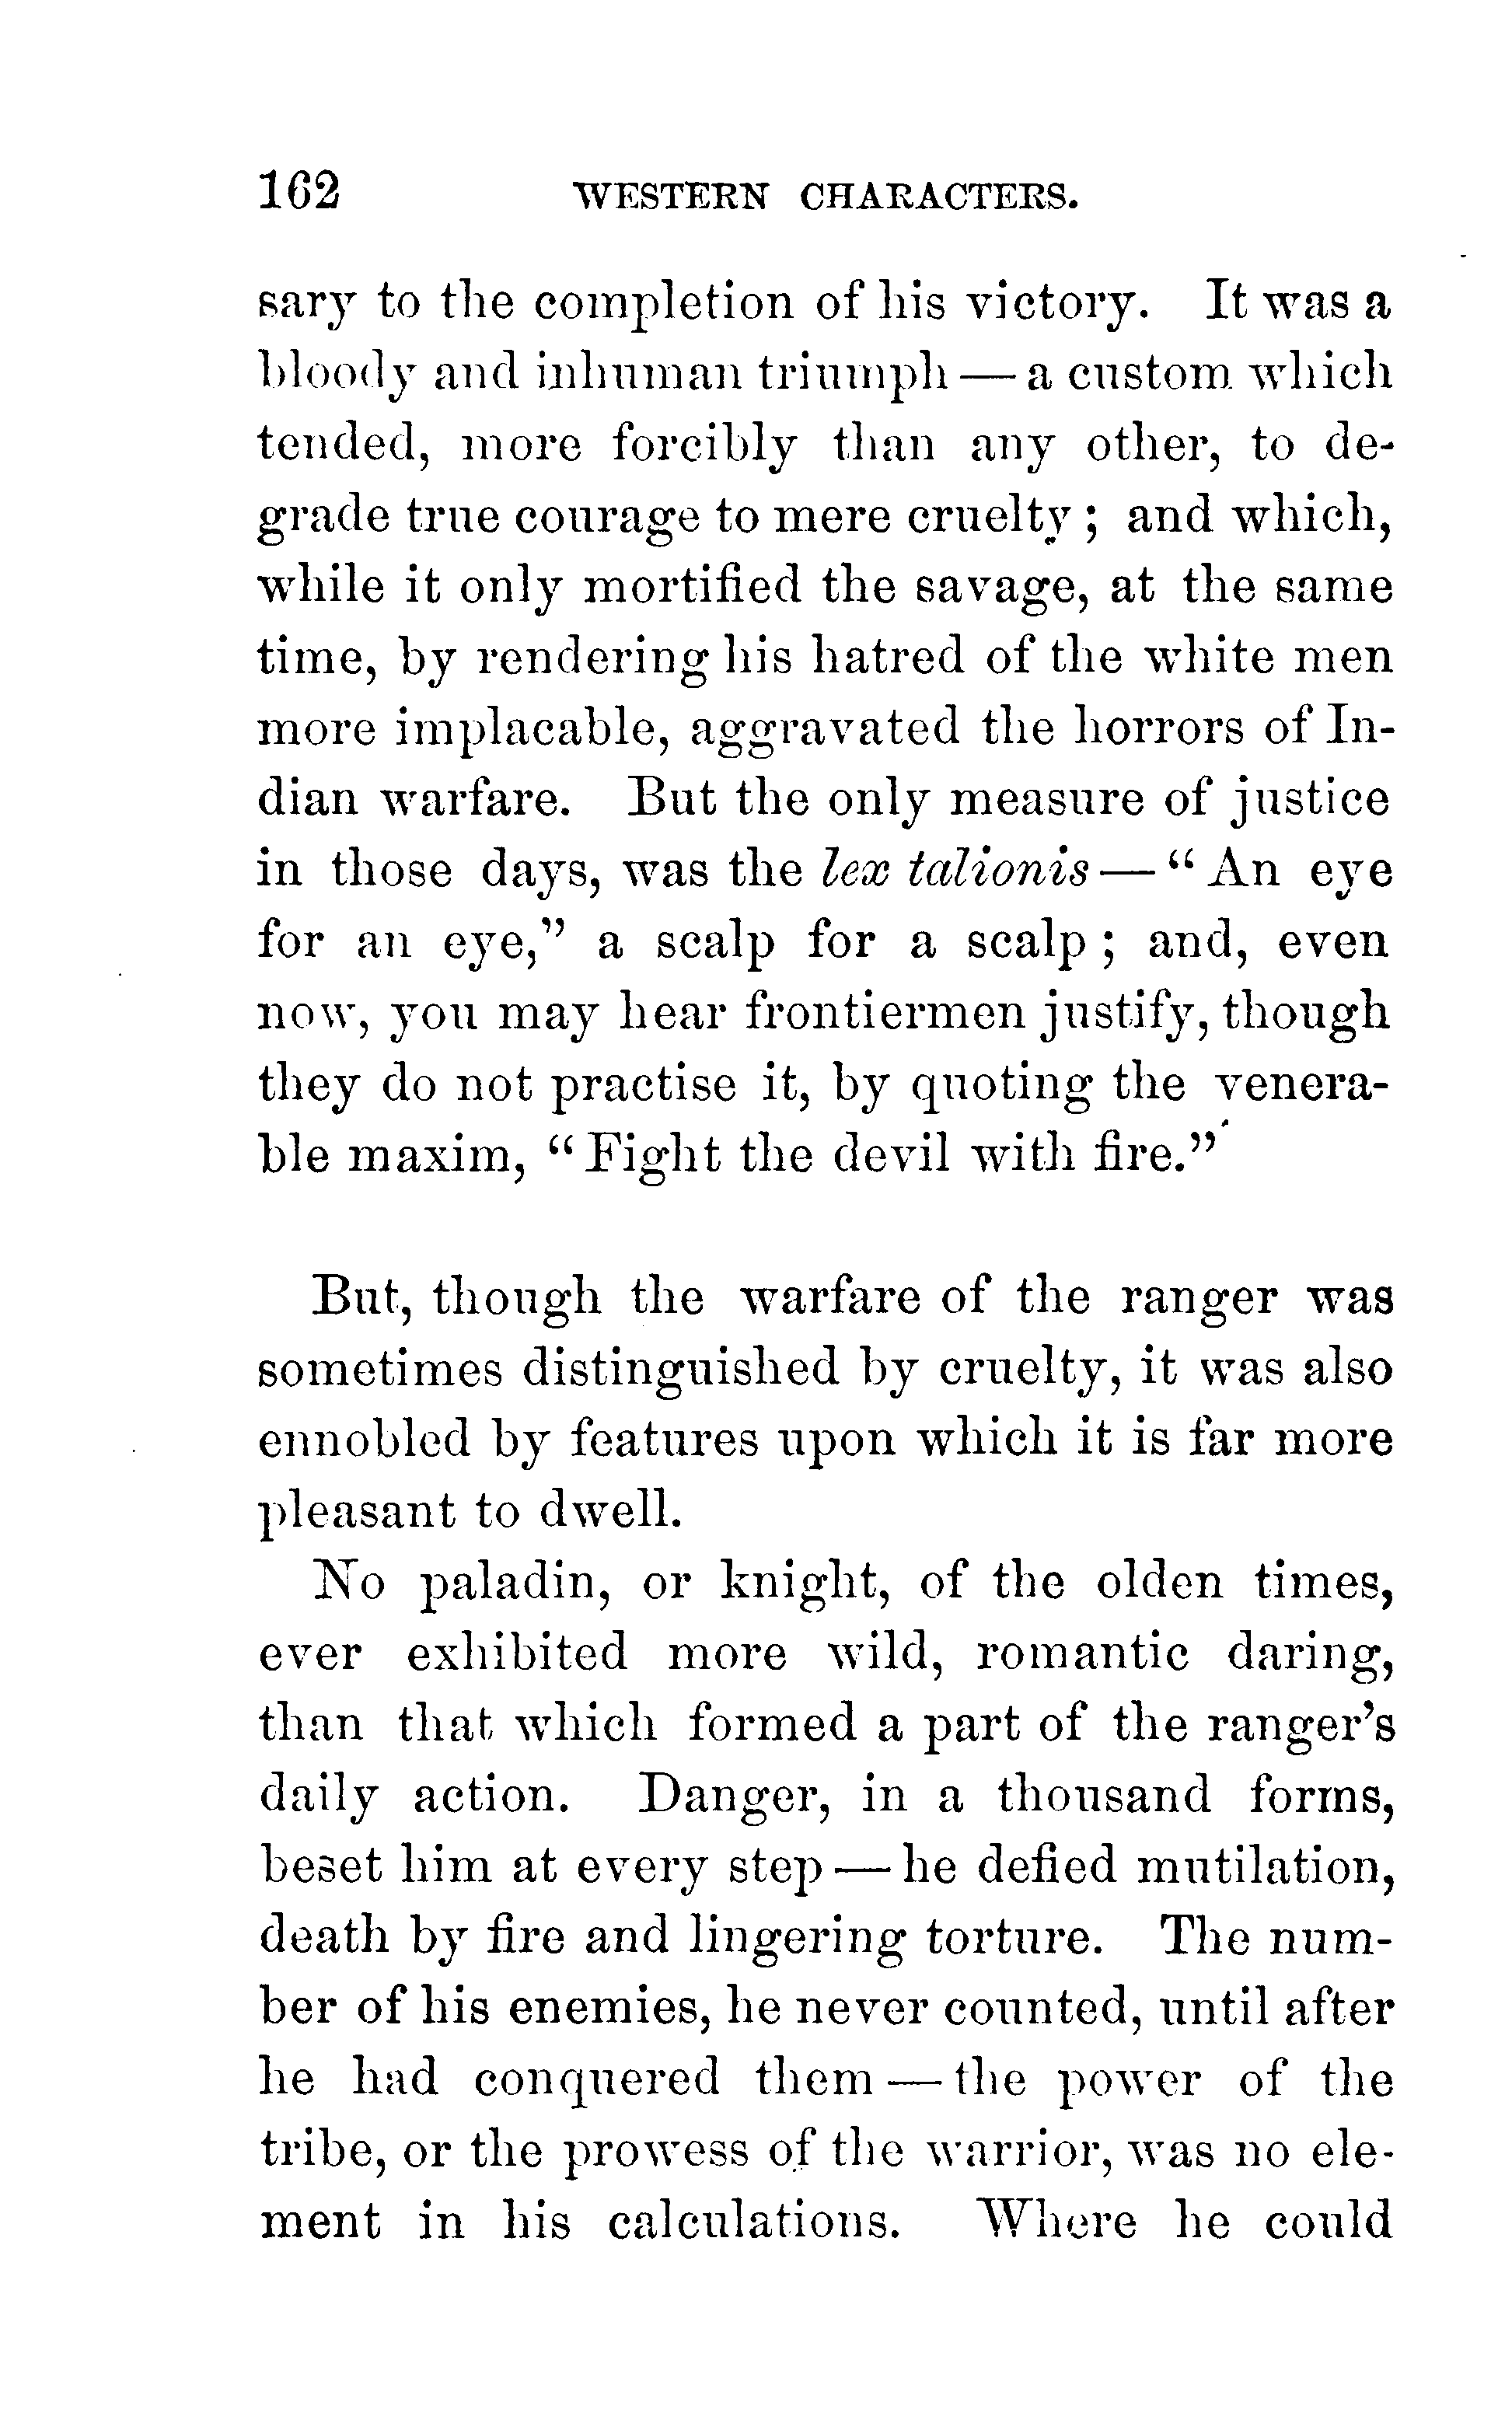 162 WESTERN CHARACTERS.
sary to the completion of his victory. It was a
bloody and inhuman triumph — a custom which
tended, more forcibly than any other, to de-
grade true courage to mere cruelty ; and which,
while it only mortified the savage, at the same
time, by rendering his hatred of the white men
more implacable, aggravated the horrors of In-
dian warfare. But the only measure of justice
in those days, was the lex talionis — “ An eye
for an eye,” a scalp for a scalp ; and, even
now, you may hear frontiermen justify, though
they do not practise it, by quoting the venera-
ble maxim, “ Fight the devil with fire.”
But, though the warfare of the ranger was
sometimes distinguished by cruelty, it was also
ennobled by features upon which it is far more
pleasant to dwell.
No paladin, or knight, of the olden times,
ever exhibited more wild, romantic daring,
than that which formed a part of the ranger’s
daily action. Danger, in a thousand forms,
beset him at every step — he defied mutilation,
death by fire and lingering torture. The num-
ber of his enemies, he never counted, until after
he had conquered them — the power of the
tribe, or the prowess of the warrior, was no ele-
ment in his calculations. Where he could